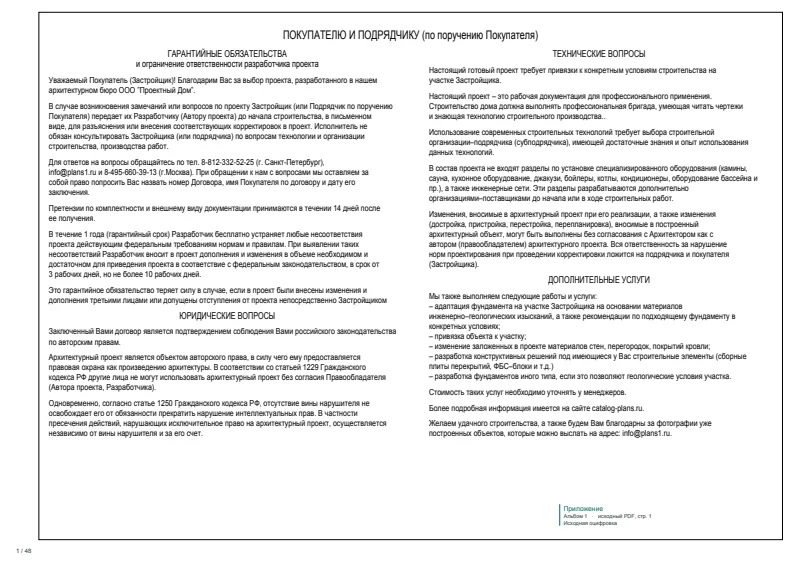 ПОКУПАТЕЛЮ И ПОДРЯДЧИКУ (по поручению Покупателя)
ГАРАНТИЙНЫЕ ОБЯЗАТЕЛЬСТВА
и ограничение ответственности разработчика проекта
Уважаемый Покупатель (Застройщик)! Благодарим Вас за выбор проекта, разработанного в нашем
архитектурном бюро ООО "Проектный Дом".
В случае возникновения замечаний или вопросов по проекту Застройщик (или Подрядчик по поручению
Покупателя) передает их Разработчику (Автору проекта) до начала строительства, в письменном
виде, для разъяснения или внесения соответствующих корректировок в проект. Исполнитель не
обязан консультировать Застройщика (или подрядчика) по вопросам технологии и организации
строительства, производства работ.
Для ответов на вопросы обращайтесь по тел. 8-812-332-52-25 (г. Санкт-Петербург),
info@plans1.ru и 8-495-660-39-13 (г.Москва). При обращении к нам с вопросами мы оставляем за
собой право попросить Вас назвать номер Договора, имя Покупателя по договору и дату его
заключения.
Претензии по комплектности и внешнему виду документации принимаются в течении 14 дней после
ее получения.
В течение 1 года (гарантийный срок) Разработчик бесплатно устраняет любые несоответствия
проекта действующим федеральным требованиям нормам и правилам. При выявлении таких
несоответствий Разработчик вносит в проект дополнения и изменения в объеме необходимом и
достаточном для приведения проекта в соответствие с федеральным законодательством, в срок от
3 рабочих дней, но не более 10 рабочих дней.
Это гарантийное обязательство теряет силу в случае, если в проект были внесены изменения и
дополнения третьими лицами или допущены отступления от проекта непосредственно Застройщиком
ЮРИДИЧЕСКИЕ ВОПРОСЫ
Заключенный Вами договор является подтверждением соблюдения Вами российского законодательства
по авторским правам.
Архитектурный проект является объектом авторского права, в силу чего ему предоставляется
правовая охрана как произведению архитектуры. В соответствии со статьей 1229 Гражданского
кодекса РФ другие лица не могут использовать архитектурный проект без согласия Правообладателя
(Автора проекта, Разработчика).
Одновременно, согласно статье 1250 Гражданского кодекса РФ, отсутствие вины нарушителя не
освобождает его от обязанности прекратить нарушение интеллектуальных прав. В частности
пресечения действий, нарушающих исключительное право на архитектурный проект, осуществляется
независимо от вины нарушителя и за его счет.
ТЕХНИЧЕСКИЕ ВОПРОСЫ
Настоящий готовый проект требует привязки к конкретным условиям строительства на
участке Застройщика.
Настоящий проект – это рабочая документация для профессионального применения.
Строительство дома должна выполнять профессиональная бригада, умеющая читать чертежи
и знающая технологию строительного производства..
Использование современных строительных технологий требует выбора строительной
организации–подрядчика (субподрядчика), имеющей достаточные знания и опыт использования
данных технологий.
В состав проекта не входят разделы по установке специализированного оборудования (камины,
сауна, кухонное оборудование, джакузи, бойлеры, котлы, кондиционеры, оборудование бассейна и
пр.), а также инженерные сети. Эти разделы разрабатываются дополнительно
организациями–поставщиками до начала или в ходе строительных работ.
Изменения, вносимые в архитектурный проект при его реализации, а также изменения
(достройка, пристройка, перестройка, перепланировка), вносимые в построенный
архитектурный объект, могут быть выполнены без согласования с Архитектором как с
автором (правообладателем) архитектурного проекта. Вся ответственность за нарушение
норм проектирования при проведении корректировки ложится на подрядчика и покупателя
(Застройщика).
ДОПОЛНИТЕЛЬНЫЕ УСЛУГИ
Мы также выполняем следующие работы и услуги:
– адаптация фундамента на участке Застройщика на основании материалов
инженерно–геологических изысканий, а также рекомендации по подходящему фундаменту в
конкретных условиях;
– привязка объекта к участку;
– изменение заложенных в проекте материалов стен, перегородок, покрытий кровли;
– разработка конструктивных решений под имеющиеся у Вас строительные элементы (сборные
плиты перекрытий, ФБС–блоки и т.д.)
– разработка фундаментов иного типа, если это позволяют геологические условия участка.
Стоимость таких услуг необходимо уточнять у менеджеров.
Более подробная информация имеется на сайте catalog-plans.ru.
Желаем удачного строительства, а также будем Вам благодарны за фотографии уже
построенных объектов, которые можно выслать на адрес: info@plans1.ru.
Приложение
Альбом 1 · исходный PDF, стр. 1
Исходная оцифровка
1 / 48